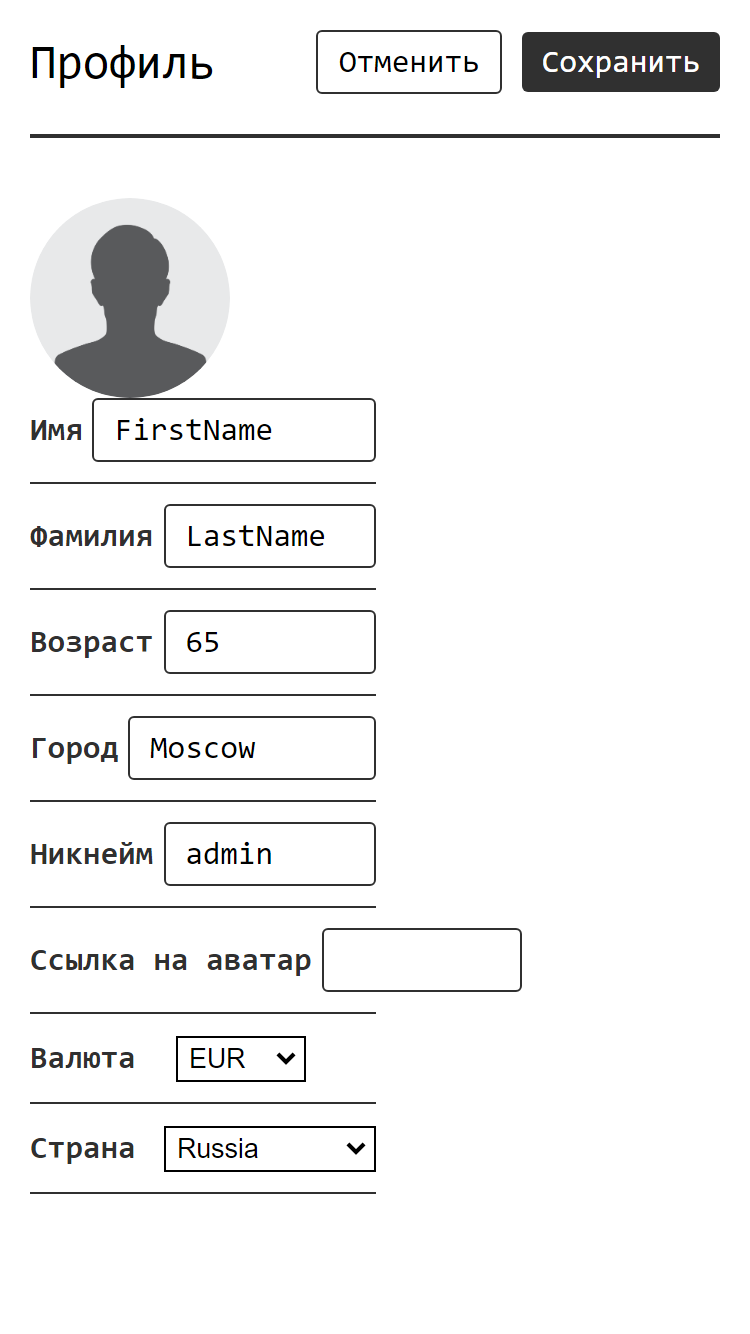 Профиль Отменить Сохранить
Имя FirstName
Фамилия LastName
Возраст 65
Город Moscow
Никнейм admin
Ссылка на аватар
Валюта EUR
Страна Russia